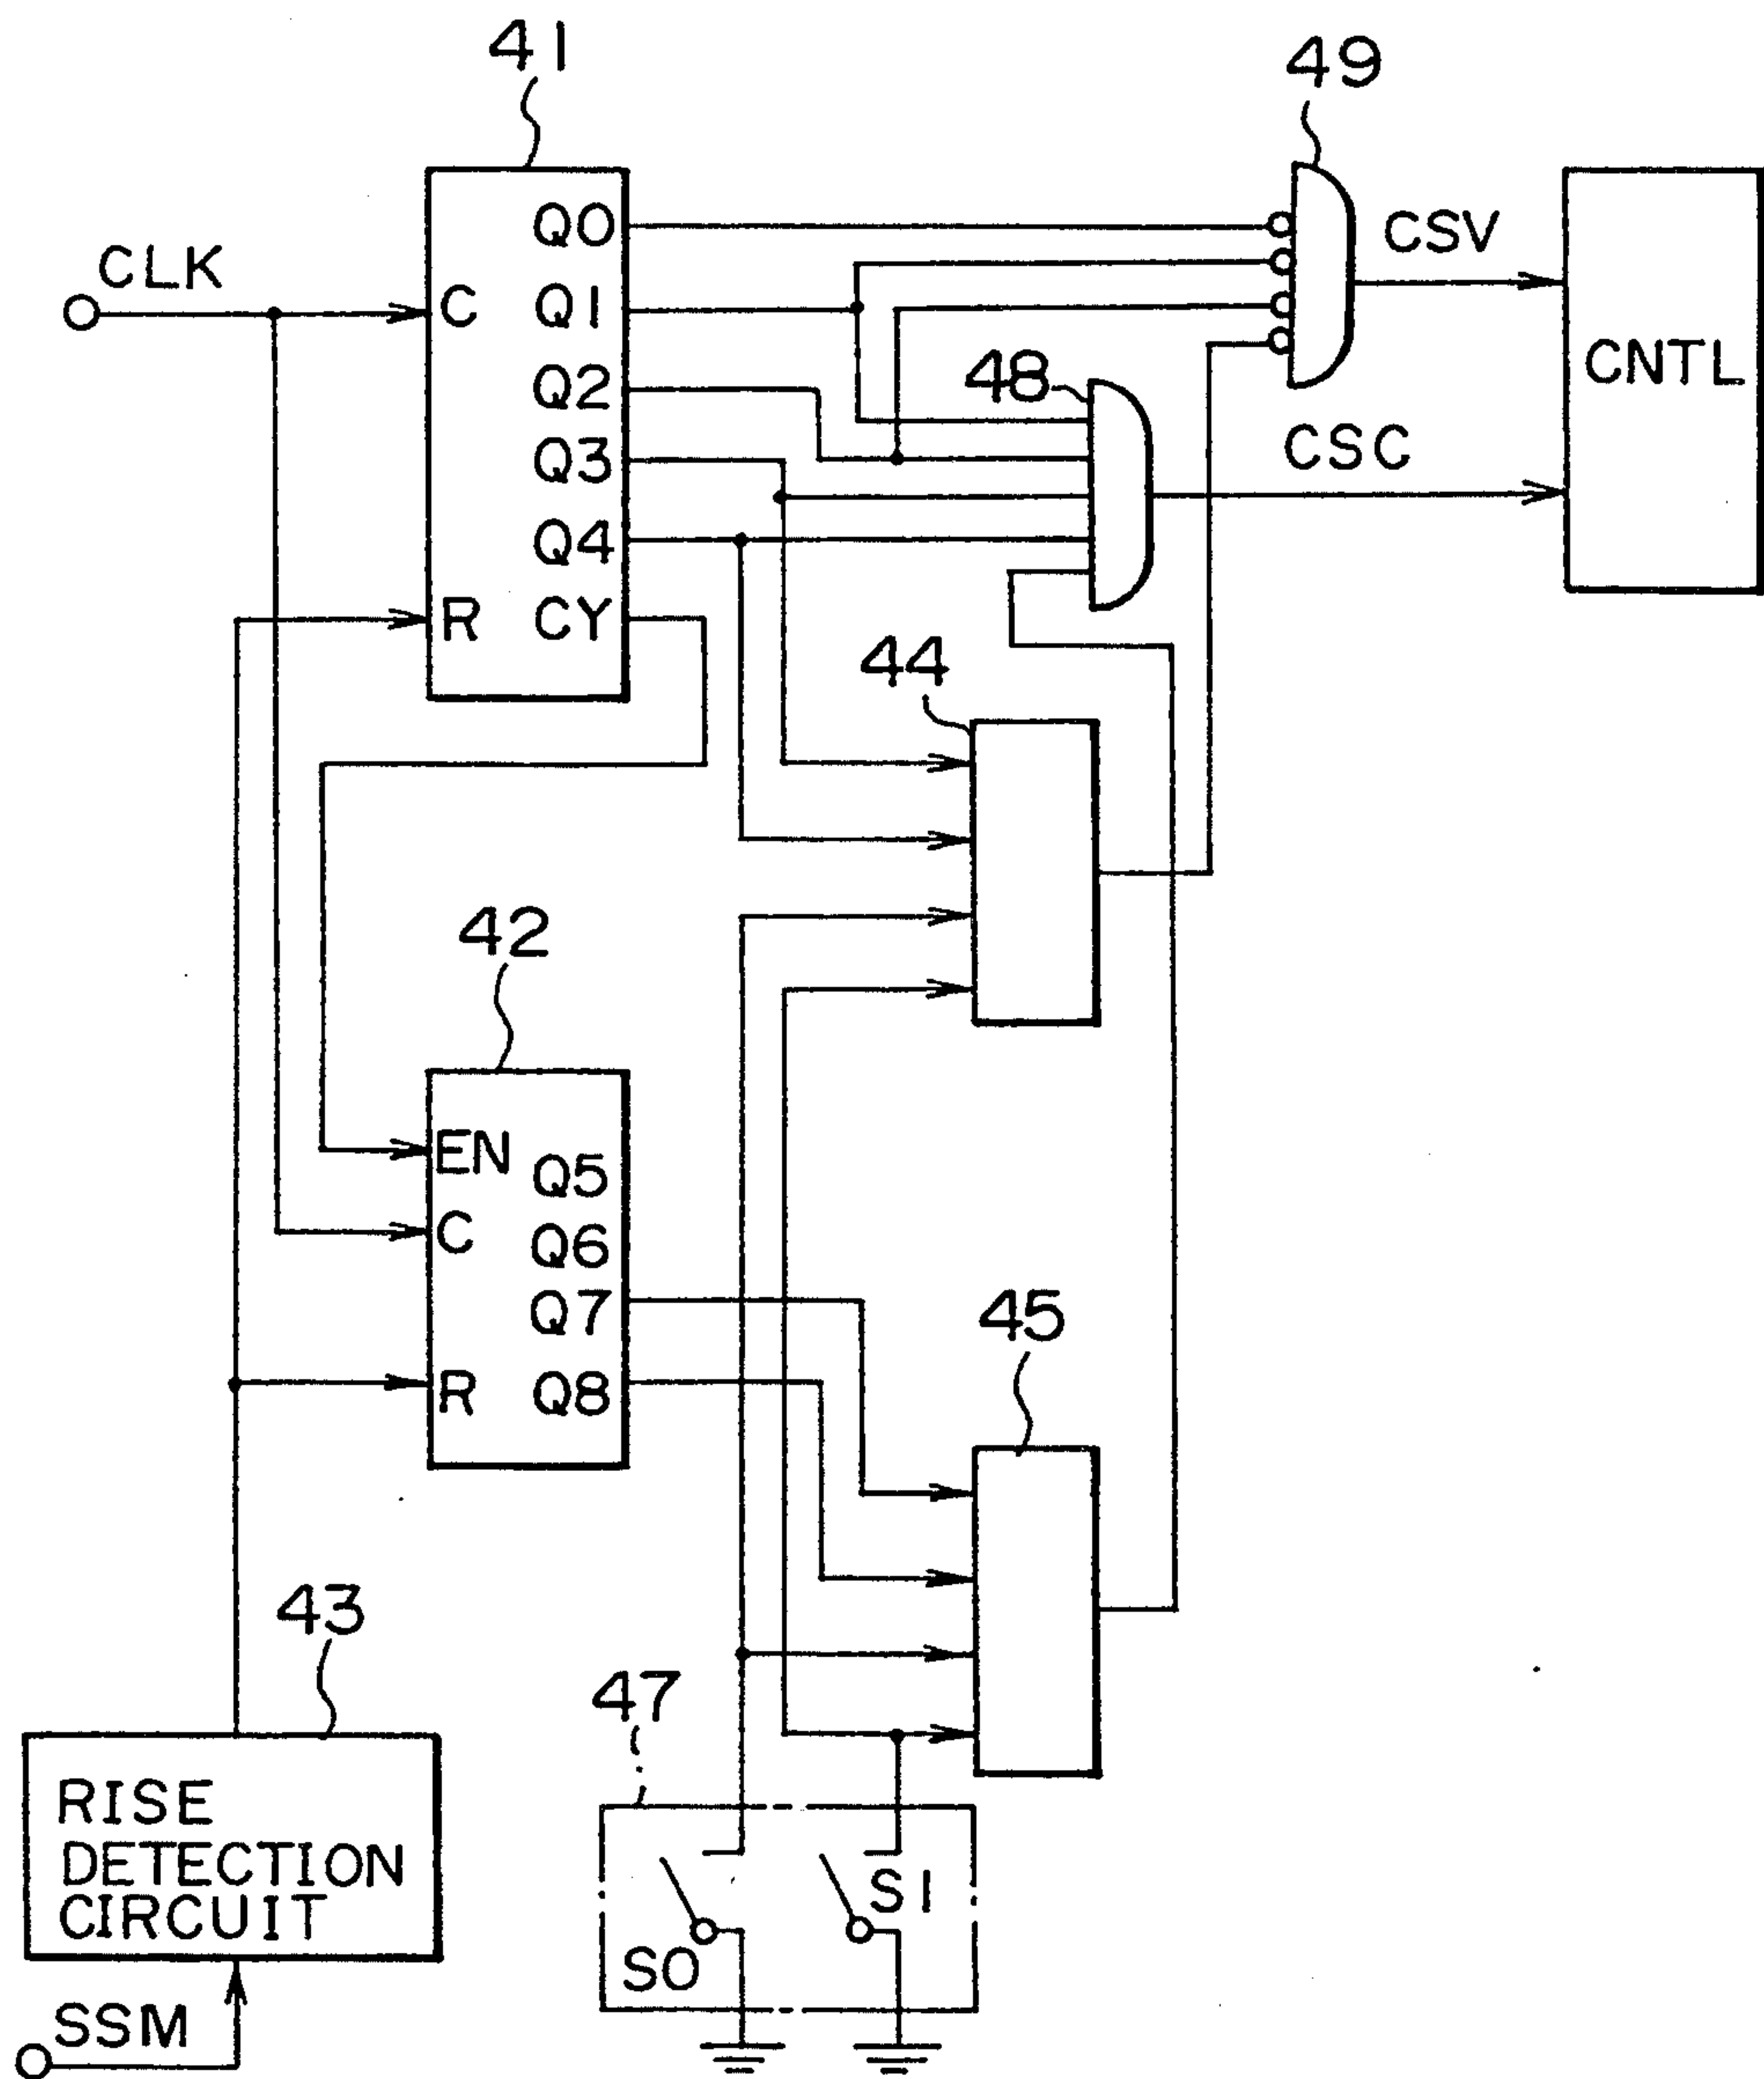 41
49
CLK
C
Q0
Q1
Q2
Q3
Q4
R
CY
CSV
CNTL
48
CSC
44
42
EN
C
R
Q5
Q6
Q7
Q8
45
43
47
RISE
DETECTION
CIRCUIT
S0
S1
SSM